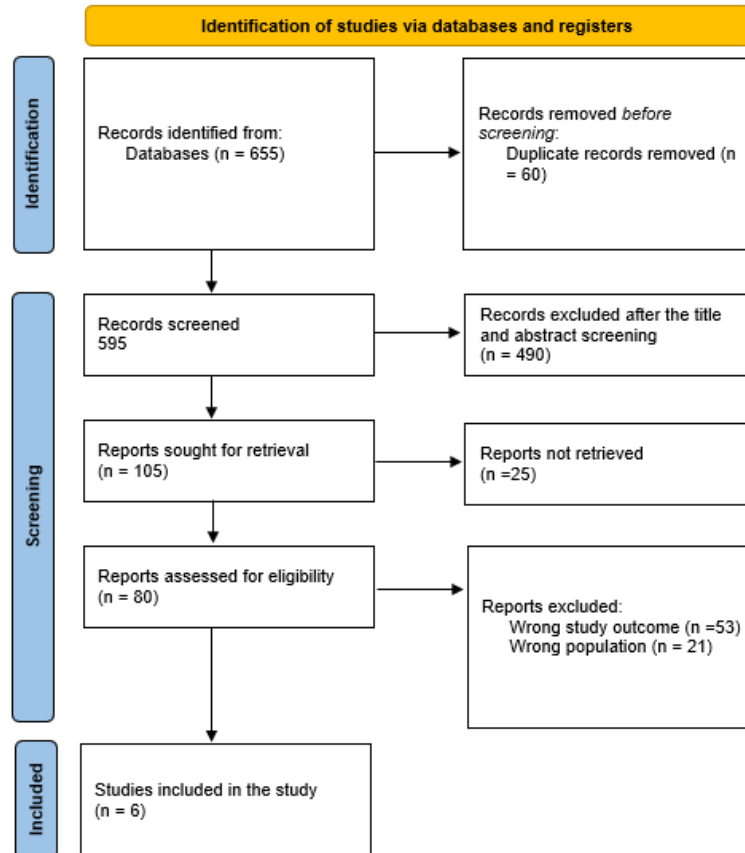 Identification of studies via databases and registers
Identification
Records identified from:
Databases (n = 655)
Records removed before
screening:
Duplicate records removed (n
= 60)
Screening
Records screened
595
Records excluded after the title
and abstract screening
(n = 490)
Reports sought for retrieval
(n = 105)
Reports not retrieved
(n =25)
Reports assessed for eligibility
(n = 80)
Reports excluded:
Wrong study outcome (n =53)
Wrong population (n = 21)
Included
Studies included in the study
(n = 6)